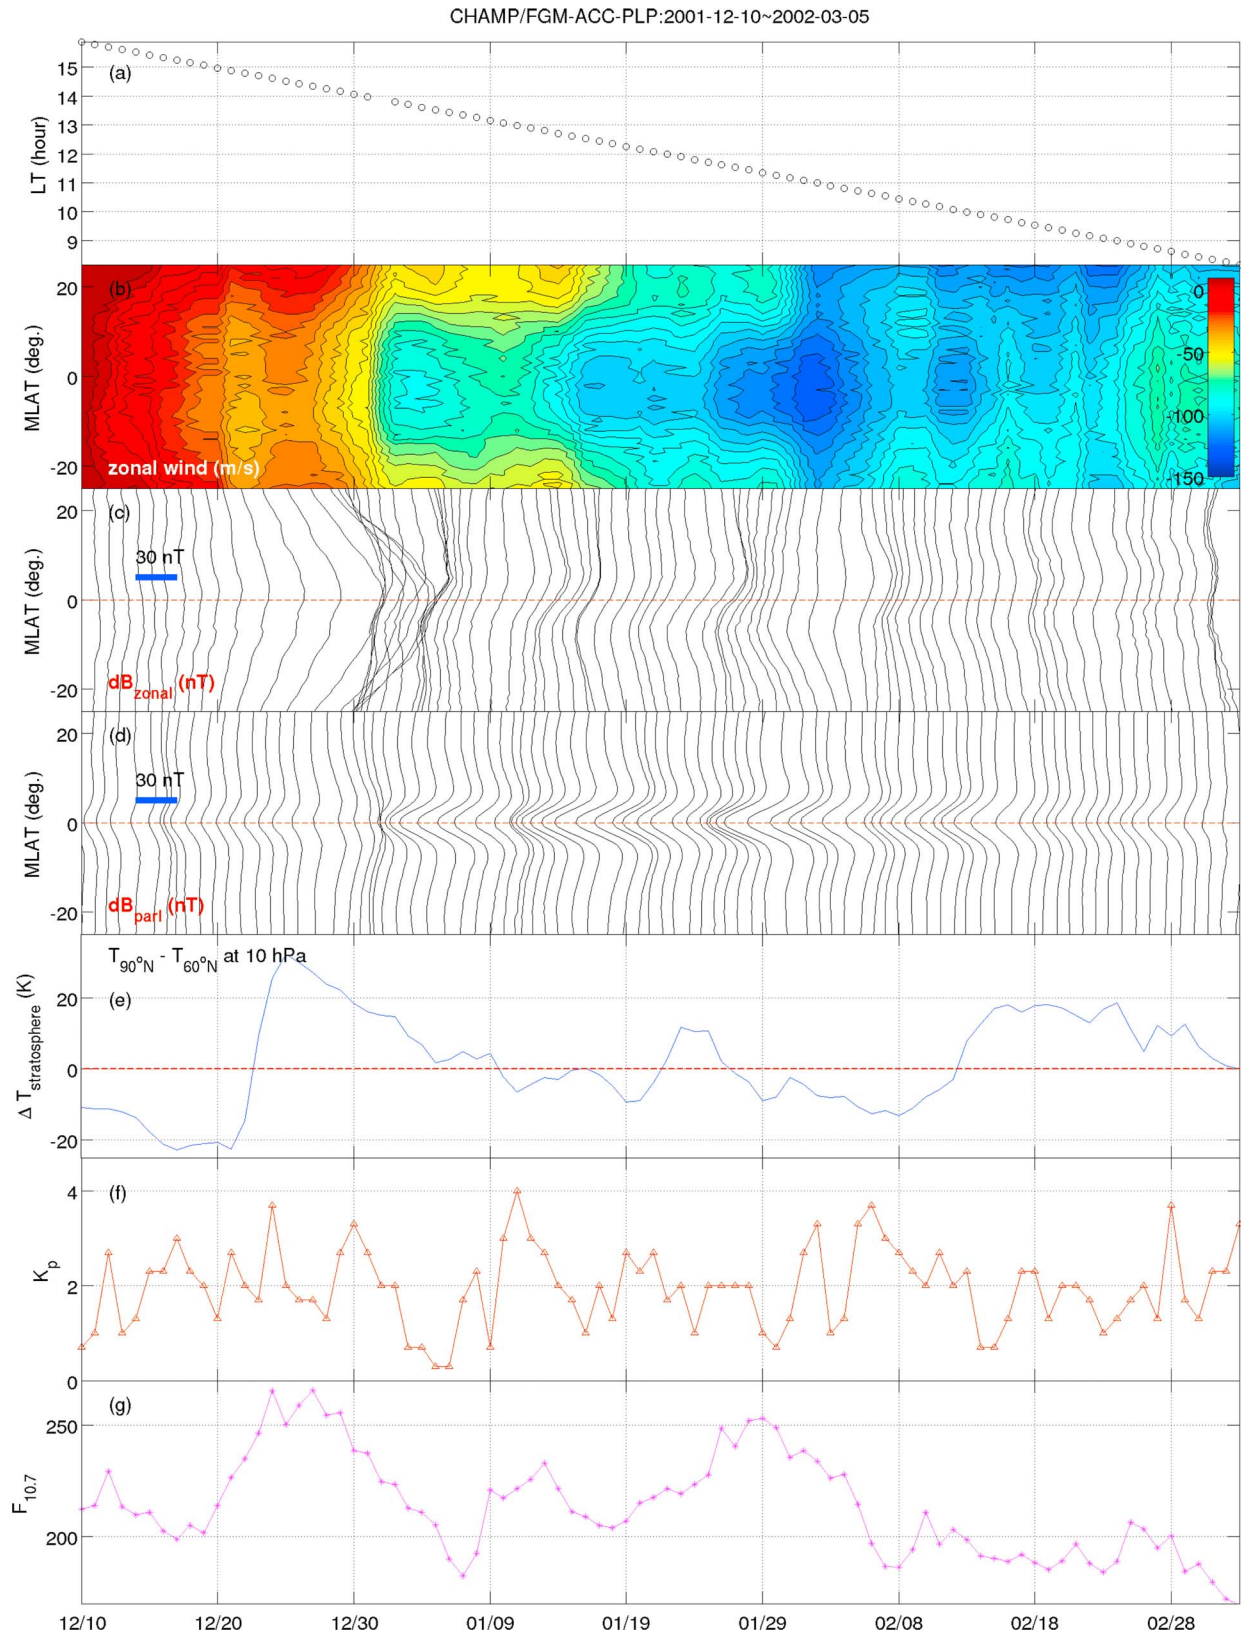 CHAMP/FGM-ACC-PLP:2001-12-10~2002-03-05
(a)
15
14
13
12
11
10
9
LT (hour)
(b)
20
0
-20
MLAT (deg.)
zonal wind (m/s)
0
-50
-100
-150
(c)
20
0
-20
MLAT (deg.)
30 nT
dB_zonal (nT)
(d)
20
0
-20
MLAT (deg.)
30 nT
dB_parl (nT)
T_90°N - T_60°N at 10 hPa
(e)
20
0
-20
Δ T_stratosphere (K)
(f)
4
2
0
K_p
(g)
250
200
F_10.7
12/10 12/20 12/30 01/09 01/19 01/29 02/08 02/18 02/28